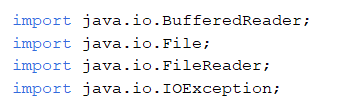 import java.io.BufferedReader;
import java.io.File;
import java.io.FileReader;
import java.io.IOException;